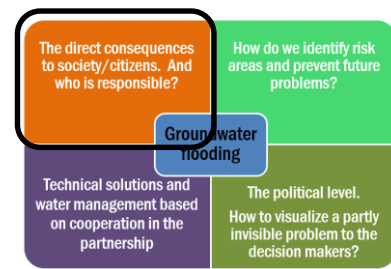 The direct consequences
to society/citizens. And
who is responsible?
How do we identify risk
areas and prevent future
problems?
Groundwater
flooding
Technical solutions and
water management based
on cooperation in the
partnership
The political level.
How to visualize a partly
invisible problem to the
decision makers?